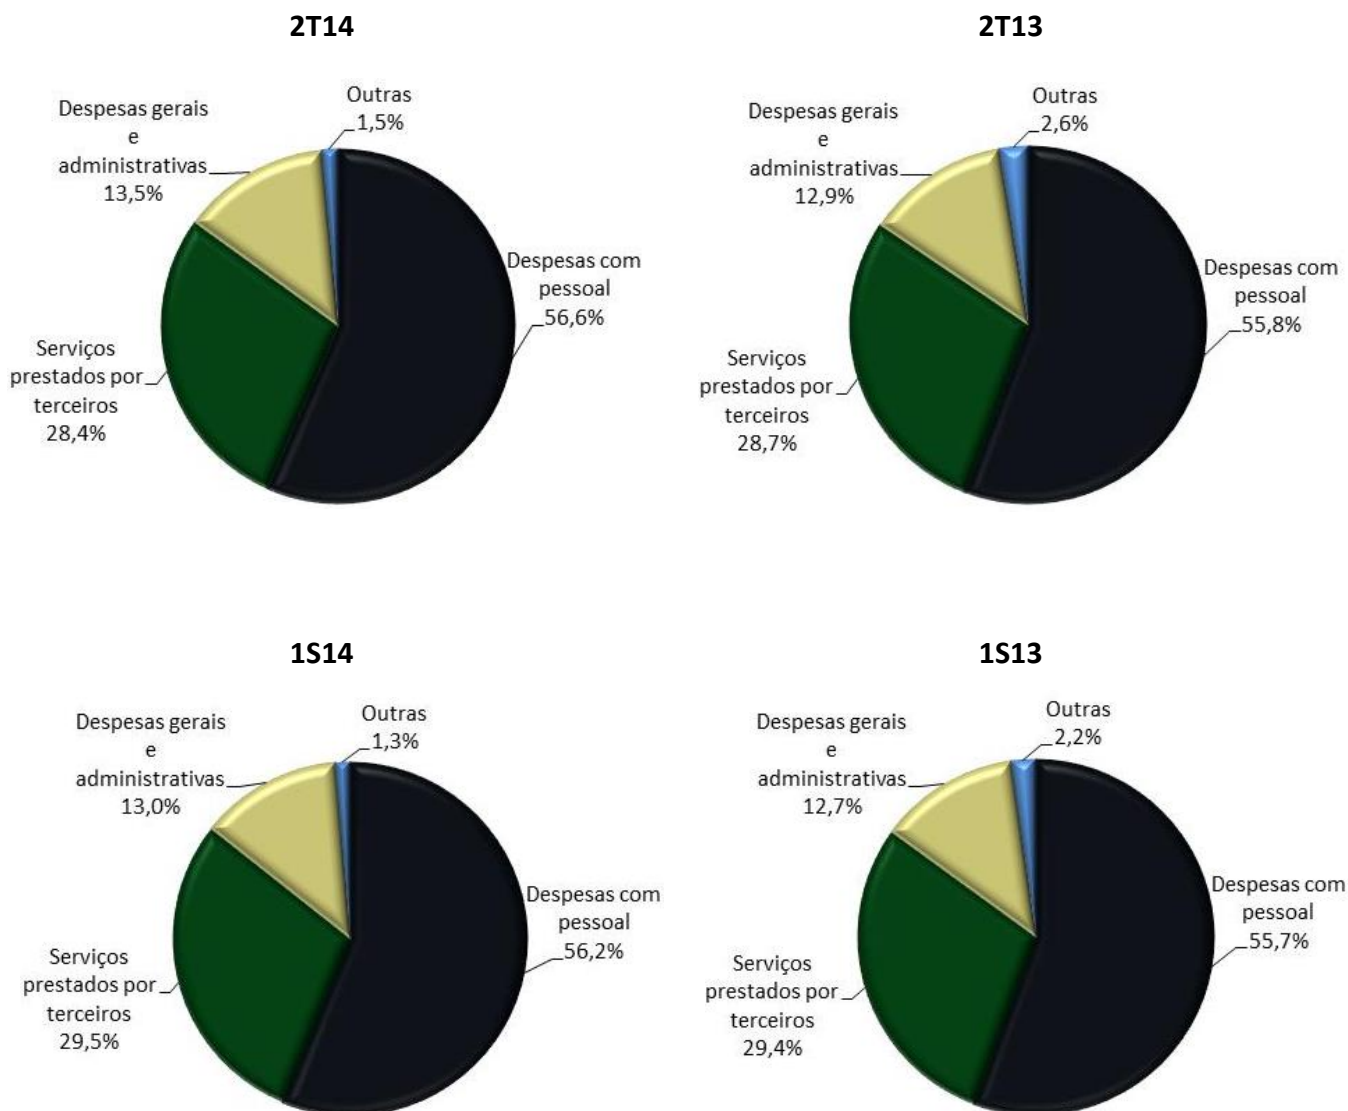 2T14
Despesas gerais
e
administrativas
13,5%
Outras
1,5%
Despesas com
pessoal
56,6%
Serviços
prestados por
terceiros
28,4%
2T13
Despesas gerais
e
administrativas
12,9%
Outras
2,6%
Despesas com
pessoal
55,8%
Serviços
prestados por
terceiros
28,7%
1S14
Despesas gerais
e
administrativas
13,0%
Outras
1,3%
Despesas com
pessoal
56,2%
Serviços
prestados por
terceiros
29,5%
1S13
Despesas gerais
e
administrativas
12,7%
Outras
2,2%
Despesas com
pessoal
55,7%
Serviços
prestados por
terceiros
29,4%